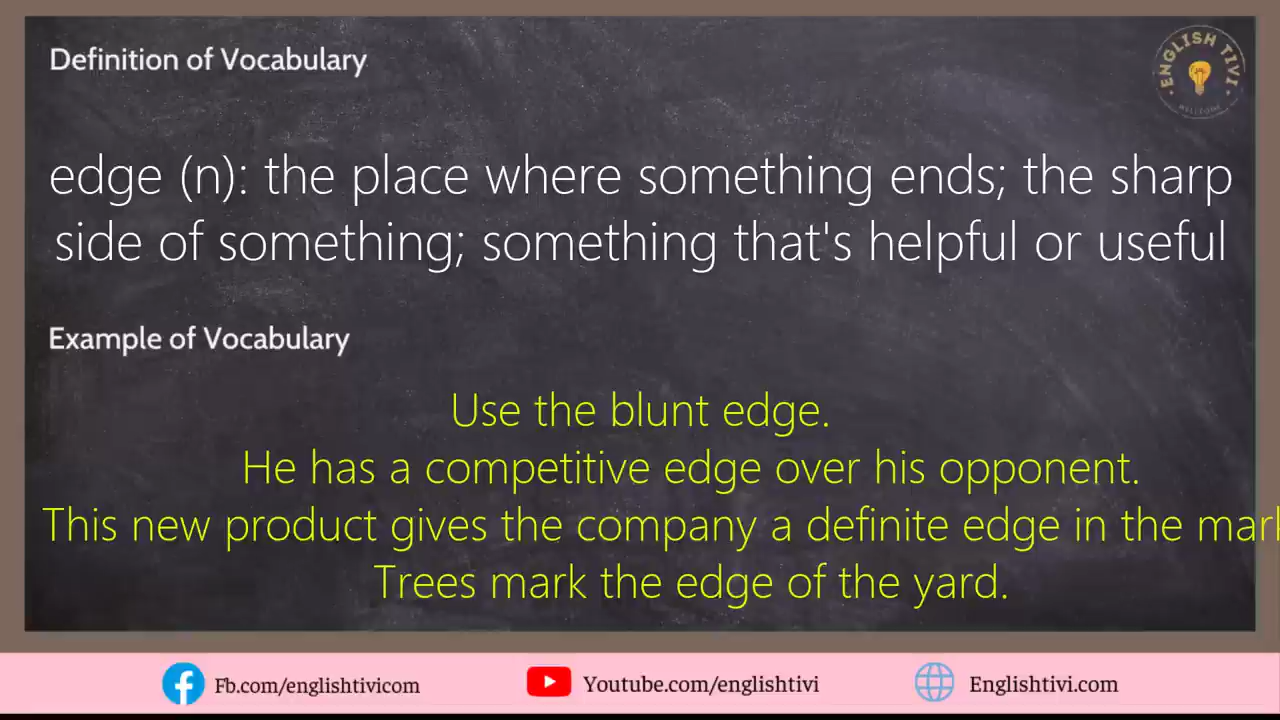 Definition of Vocabulary
ENGLISH TIVI
WELCOME
edge (n): the place where something ends; the sharp
side of something; something that's helpful or useful
Example of Vocabulary
Use the blunt edge.
He has a competitive edge over his opponent.
This new product gives the company a definite edge in the
Trees mark the edge of the yard.
Fb.com/englishtivicom
Youtube.com/englishtivi
Englishtivi.com